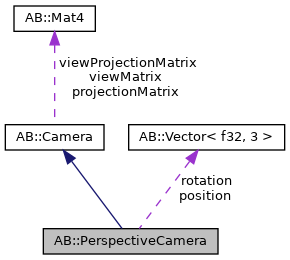 AB::Mat4
viewProjectionMatrix
viewMatrix
projectionMatrix
AB::Camera
AB::Vector< f32, 3 >
rotation
position
AB::PerspectiveCamera